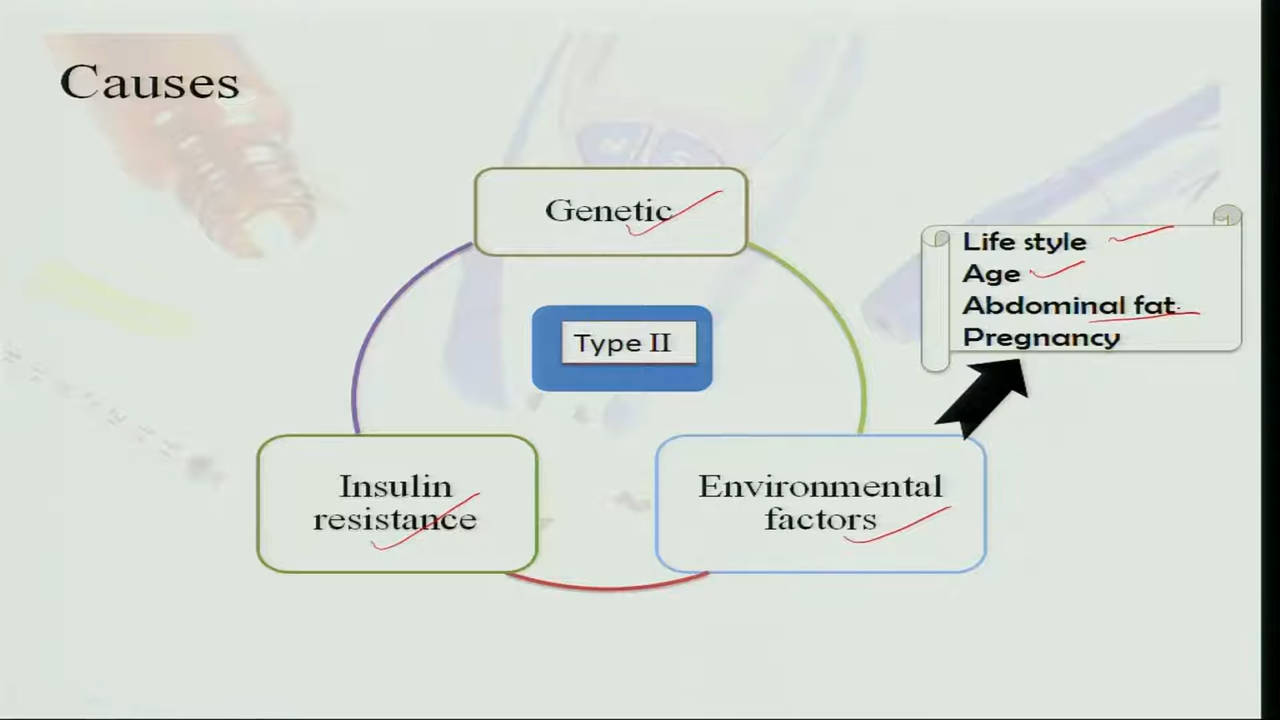 Causes
Genetic
Type II
Life style
Age
Abdominal fat
Pregnancy
Insulin
resistance
Environmental
factors